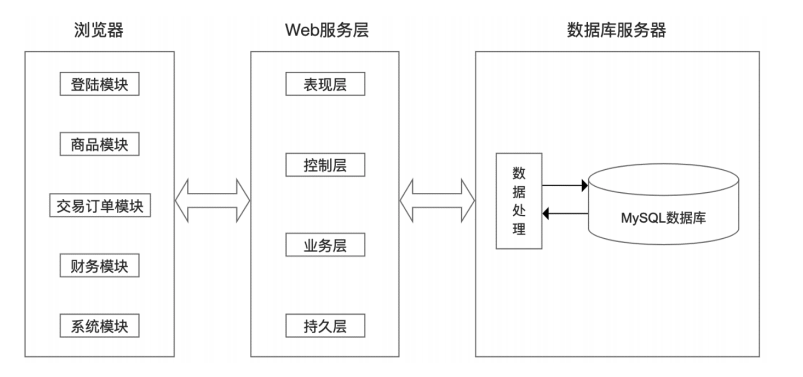 浏览器
登陆模块
商品模块
交易订单模块
财务模块
系统模块
Web服务层
表现层
控制层
业务层
持久层
数据库服务器
数据处理
MySQL数据库